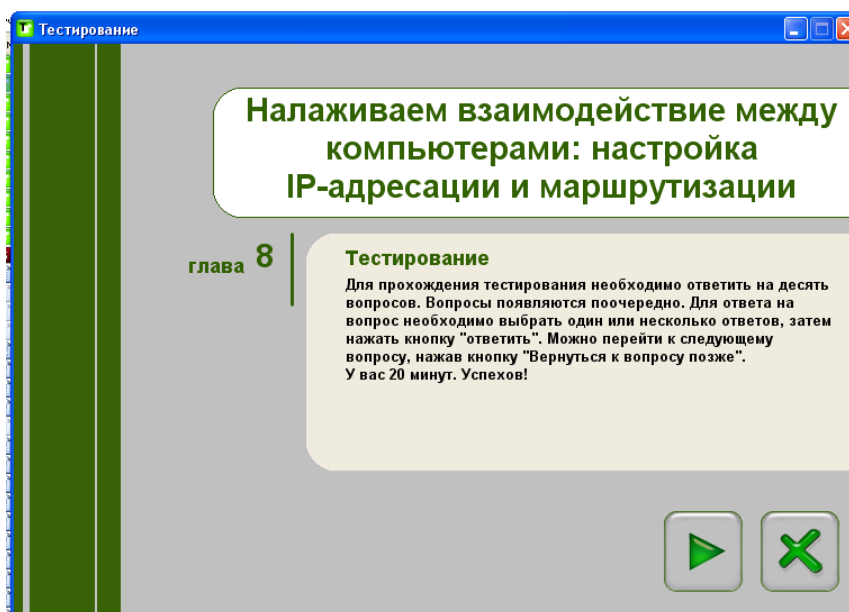 Тестирование
Налаживаем взаимодействие между
компьютерами: настройка
IP-адресации и маршрутизации
глава 8
Тестирование
Для прохождения тестирования необходимо ответить на десять
вопросов. Вопросы появляются поочередно. Для ответа на
вопрос необходимо выбрать один или несколько ответов, затем
нажать кнопку "ответить". Можно перейти к следующему
вопросу, нажав кнопку "Вернуться к вопросу позже".
У вас 20 минут. Успехов!